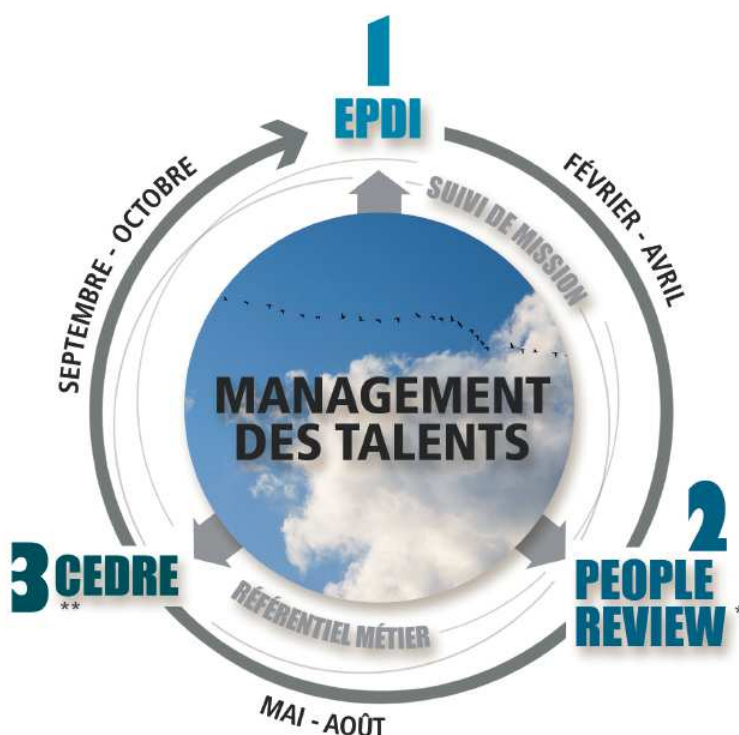 1
EPDI
FÉVRIER - AVRIL
SUIVI DE MISSION
SEPTEMBRE - OCTOBRE
MANAGEMENT
DES TALENTS
2
PEOPLE
REVIEW *
3 CEDRE
**
RÉFÉRENTIEL MÉTIER
MAI - AOÛT